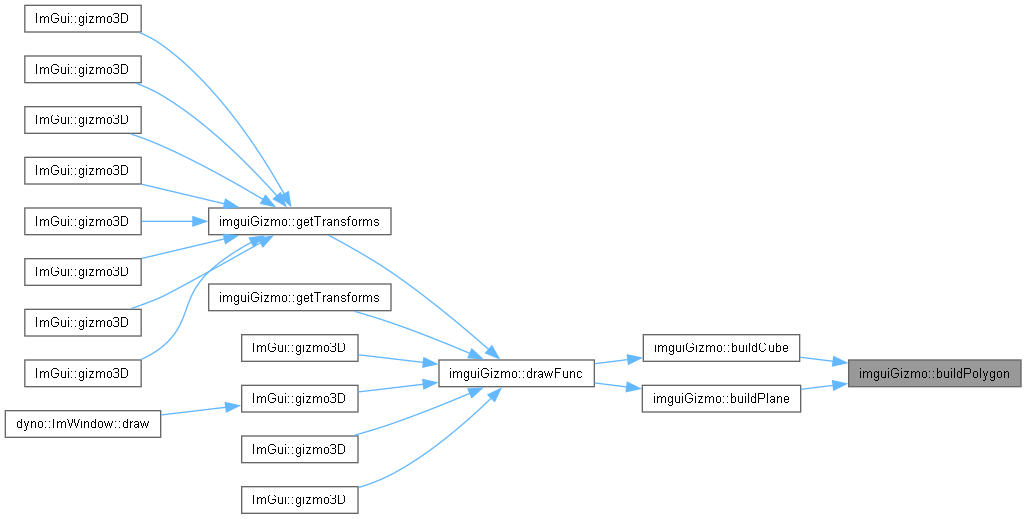 ImGui::gizmo3D
ImGui::gizmo3D
ImGui::gizmo3D
ImGui::gizmo3D
ImGui::gizmo3D
ImGui::gizmo3D
ImGui::gizmo3D
ImGui::gizmo3D
imguiGizmo::getTransforms
imguiGizmo::getTransforms
ImGui::gizmo3D
ImGui::gizmo3D
ImGui::gizmo3D
ImGui::gizmo3D
dyno::ImWindow::draw
imguiGizmo::drawFunc
imguiGizmo::buildCube
imguiGizmo::buildPlane
imguiGizmo::buildPolygon